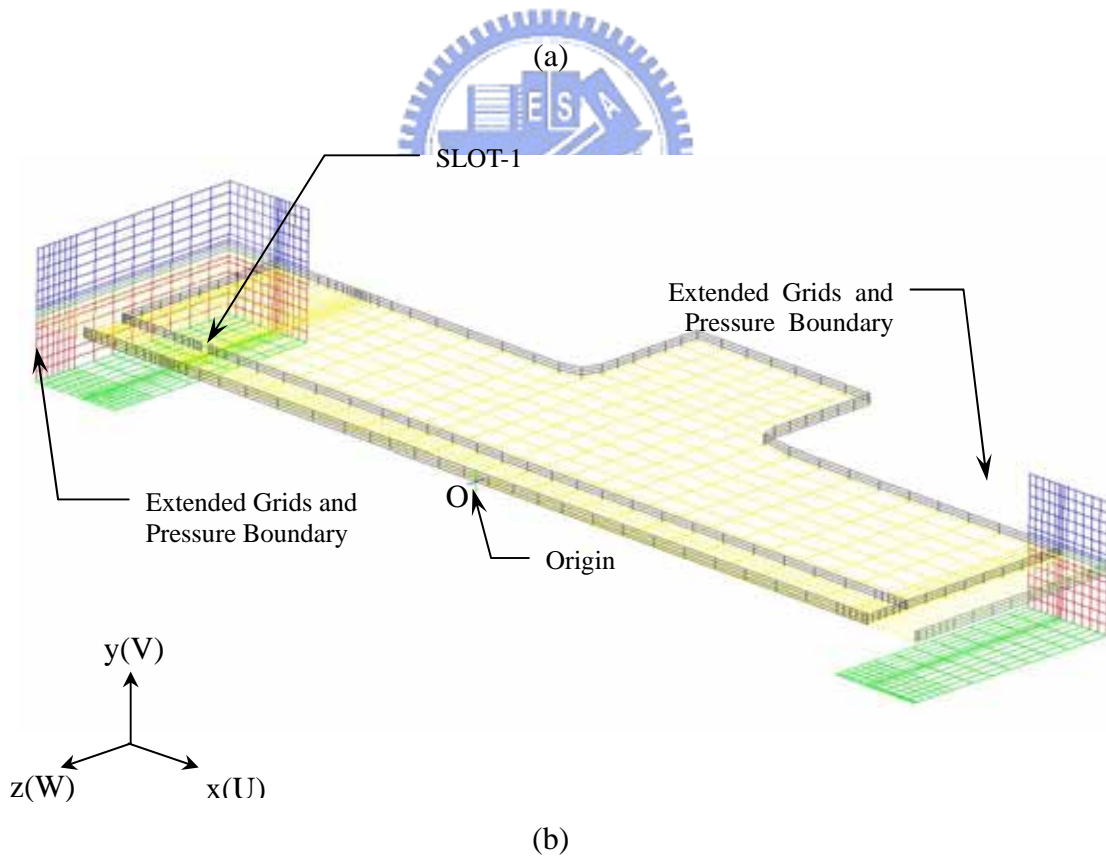 (a)
E S A
SLOT-1
Extended Grids and
Pressure Boundary
Extended Grids and
Pressure Boundary
O
Origin
y(V)
z(W)
x(U)
(b)